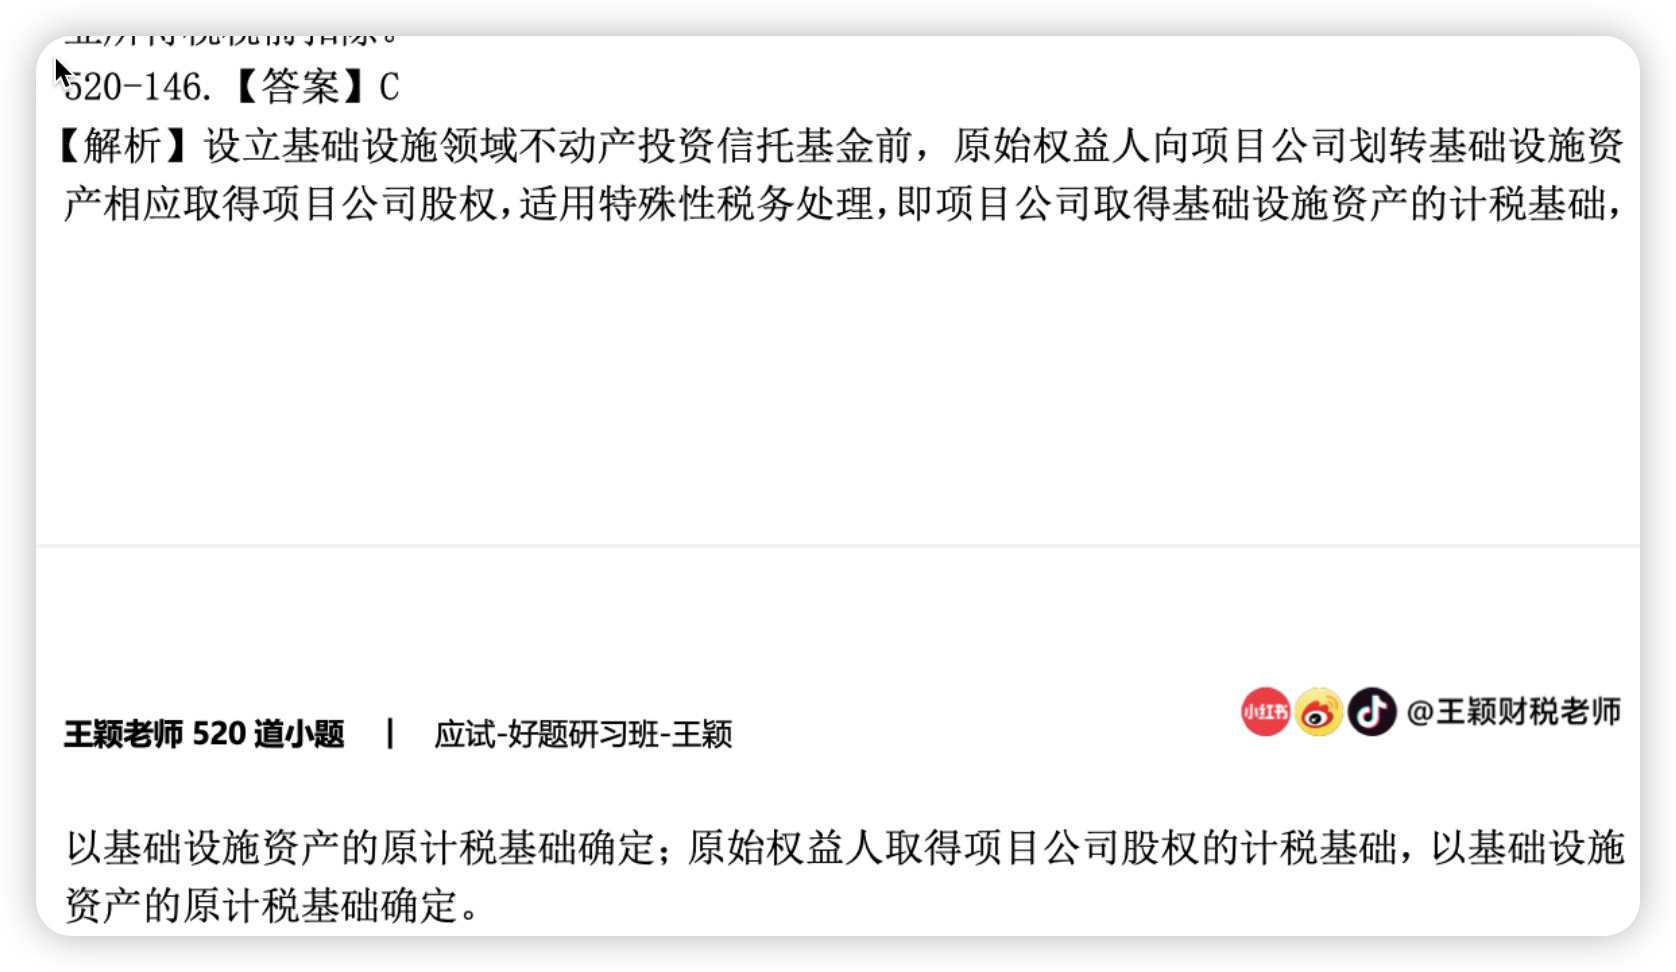 业所得税税前扣除。
520-146.【答案】C
【解析】设立基础设施领域不动产投资信托基金前，原始权益人向项目公司划转基础设施资
产相应取得项目公司股权，适用特殊性税务处理，即项目公司取得基础设施资产的计税基础，
王颖老师 520 道小题 | 应试-好题研习班-王颖
小红书 @王颖财税老师
以基础设施资产的原计税基础确定；原始权益人取得项目公司股权的计税基础，以基础设施
资产的原计税基础确定。